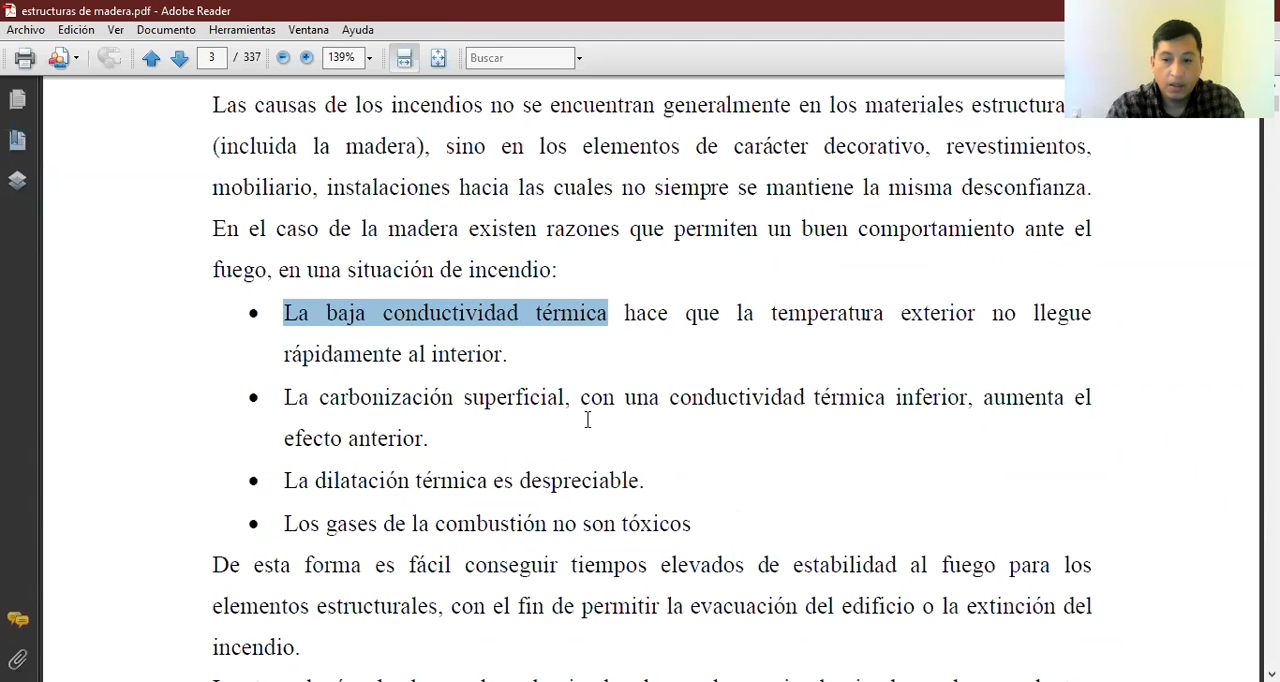 estructuras de madera.pdf - Adobe Reader
Archivo Edición Ver Documento Herramientas Ventana Ayuda
3 / 337 139% Buscar
Las causas de los incendios no se encuentran generalmente en los materiales
(incluida la madera), sino en los elementos de carácter decorativo, revestimientos,
mobiliario, instalaciones hacia las cuales no siempre se mantiene la misma desconfianza.
En el caso de la madera existen razones que permiten un buen comportamiento ante el
fuego, en una situación de incendio:
• La baja conductividad térmica hace que la temperatura exterior no llegue
rápidamente al interior.
• La carbonización superficial, con una conductividad térmica inferior, aumenta el
efecto anterior.
• La dilatación térmica es despreciable.
• Los gases de la combustión no son tóxicos
De esta forma es fácil conseguir tiempos elevados de estabilidad al fuego para los
elementos estructurales, con el fin de permitir la evacuación del edificio o la extinción del
incendio.